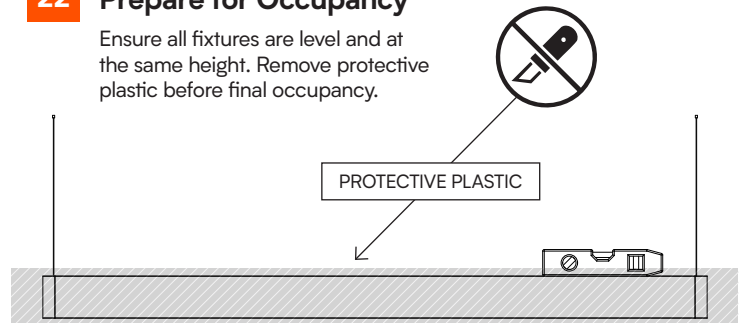 22 Prepare for Occupancy
Ensure all fixtures are level and at
the same height. Remove protective
plastic before final occupancy.
PROTECTIVE PLASTIC